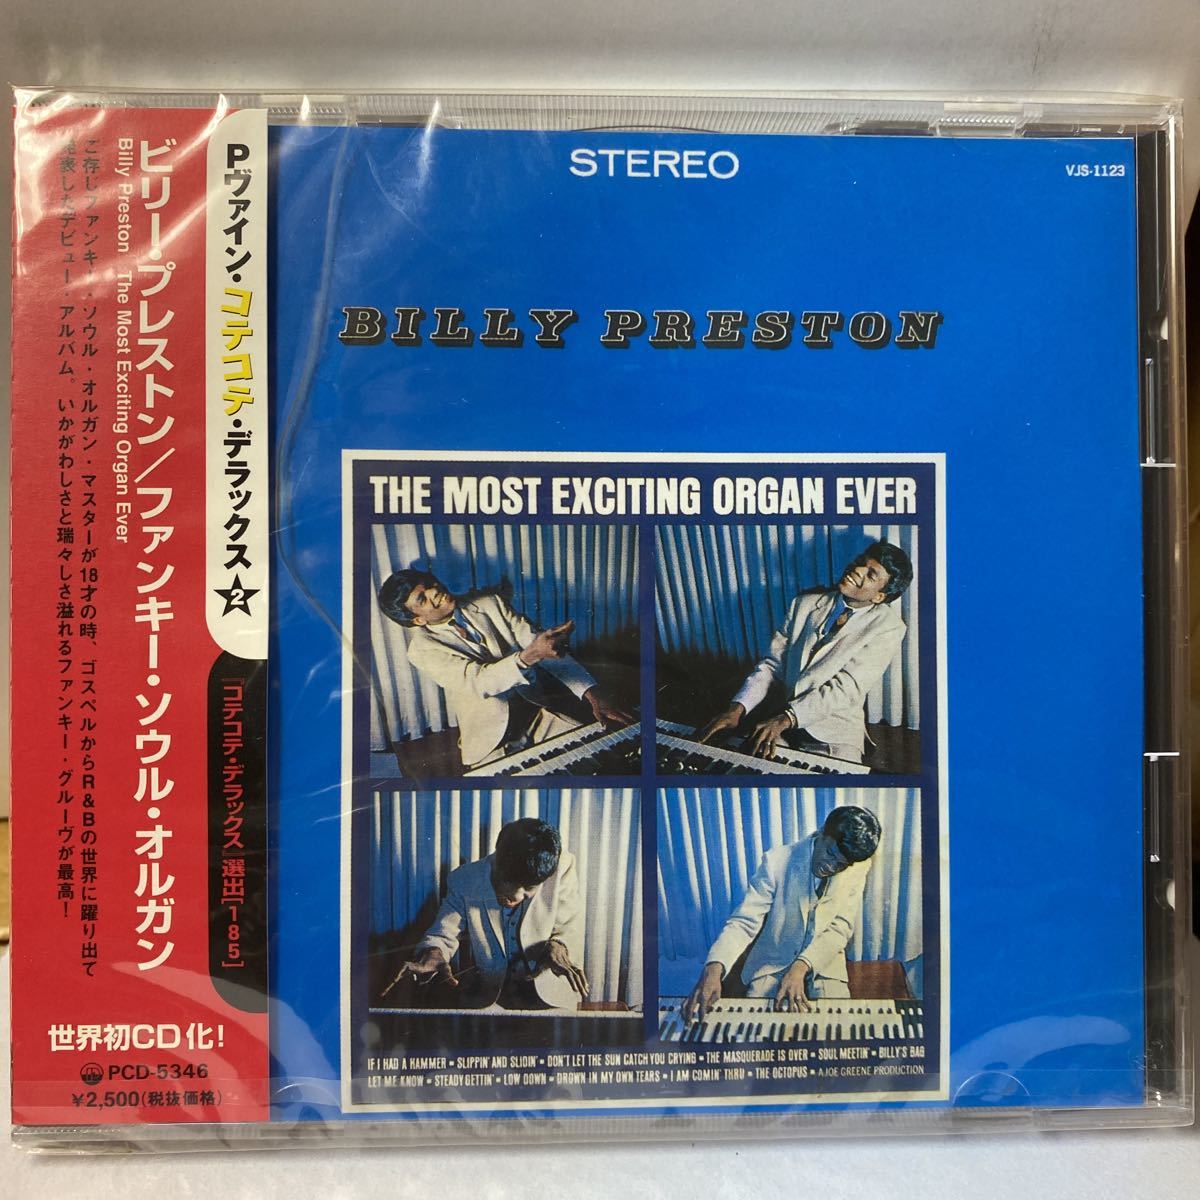 Pヴァイン・コテコテ・デラックス
2
『コテコテ・デラックス』選出[185]
ビリー・プレストン/ファンキー・ソウル・オルガン
Billy Preston The Most Exciting Organ Ever
ご存じファンキー・ソウル・オルガン・マスターが18才の時、ゴスペルからR&Bの世界に躍り出て
発表したデビュー・アルバム。いかがわしさと瑞々しさ溢れるファンキー・グルーヴが最高!
世界初CD化!
PCD-5346
¥2,500(税抜価格)
STEREO
VJS-1123
BILLY PRESTON
THE MOST EXCITING ORGAN EVER
IF I HAD A HAMMER • SLIPPIN' AND SLIDIN' • DON'T LET THE SUN CATCH YOU CRYING • THE MASQUERADE IS OVER • SOUL MEETIN' • BILLY'S BAG
LET ME KNOW • STEADY GETTIN' • LOW DOWN • DROWN IN MY OWN TEARS • I AM COMIN' THRU • THE OCTOPUS • A JOE GREENE PRODUCTION